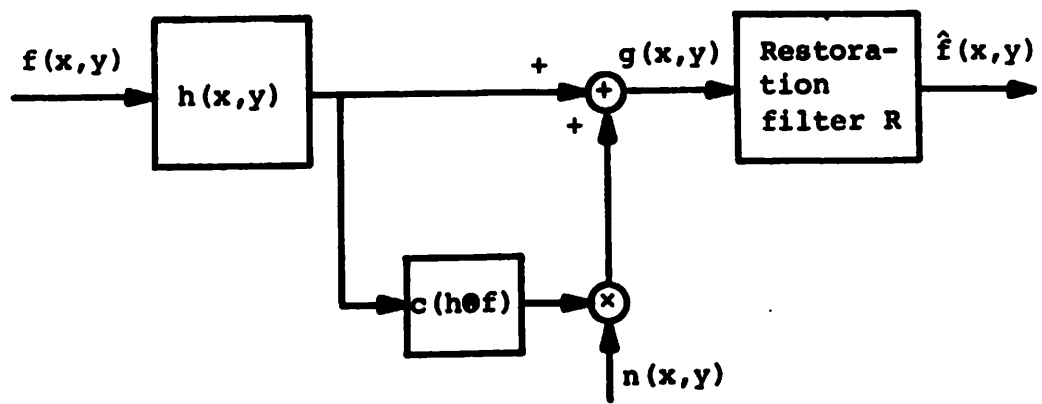 f(x,y)
h(x,y)
+
+
+
g(x,y)
Restora-
tion
filter R
f̂(x,y)
c(h⊗f)
×
n(x,y)